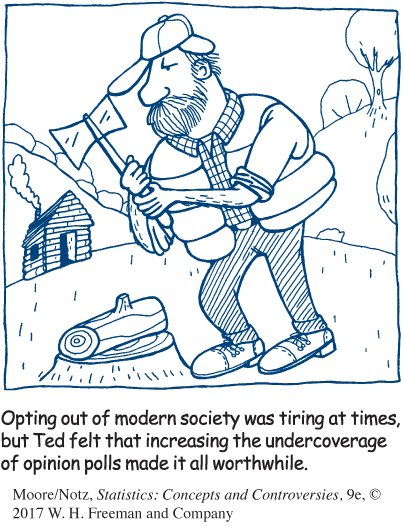 Opting out of modern society was tiring at times,
but Ted felt that increasing the undercoverage
of opinion polls made it all worthwhile.
Moore/Notz, Statistics: Concepts and Controversies, 9e, ©
2017 W. H. Freeman and Company